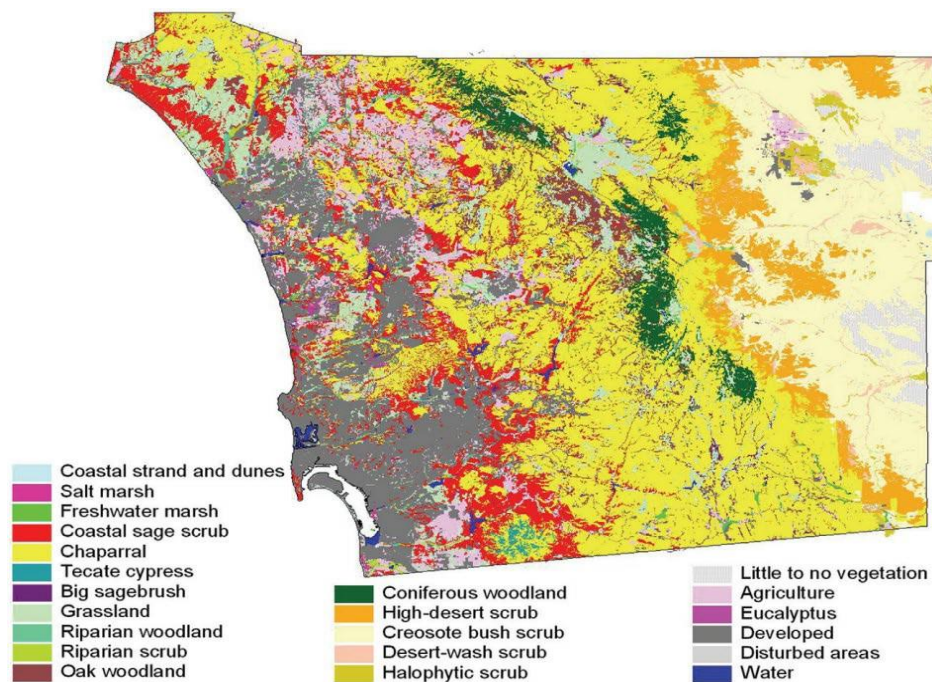 Coastal strand and dunes
Salt marsh
Freshwater marsh
Coastal sage scrub
Chaparral
Tecate cypress
Big sagebrush
Grassland
Riparian woodland
Riparian scrub
Oak woodland
Coniferous woodland
High-desert scrub
Creosote bush scrub
Desert-wash scrub
Halophytic scrub
Little to no vegetation
Agriculture
Eucalyptus
Developed
Disturbed areas
Water